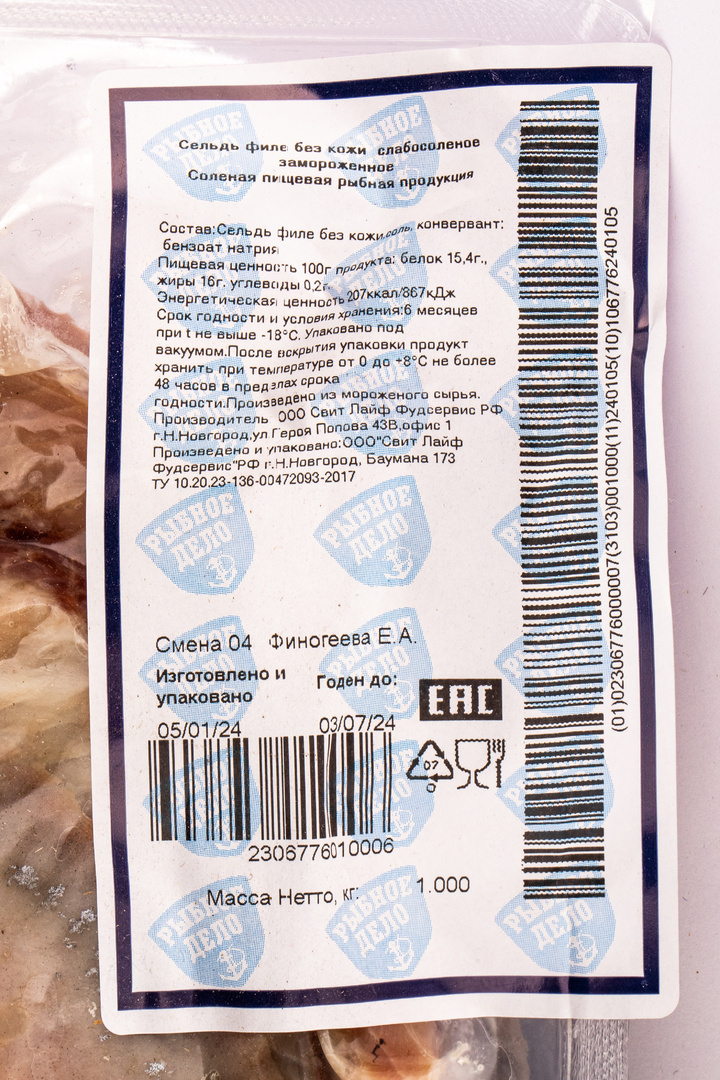 Сельдь филе без кожи слабосоленое
замороженное
Соленая пищевая рыбная продукция
Состав:Сельдь филе без кожи,соль, конвервант:
бензоат натрия
Пищевая ценность 100г продукта: белок 15,4г.,
жиры 16г. углеводы 0,2г.
Энергетическая ценность 207ккал/867кДж
Срок годности и условия хранения:6 месяцев
при t не выше -18°С. Упаковано под
вакуумом.После вскрытия упаковки продукт
хранить при температуре от 0 до +8°С не более
48 часов в пределах срока
годности.Произведено из мороженого сырья.
Производитель ООО Свит Лайф Фудсервис РФ
г.Н.Новгород,ул Героя Попова 43В,офис 1
Произведено и упаковано:ООО"Свит Лайф
Фудсервис"РФ г.Н.Новгород, Баумана 173
ТУ 10.20.23-136-00472093-2017
РЫБНОЕ ДЕЛО
Смена 04 Финогеева Е.А.
Изготовлено и
упаковано
Годен до:
05/01/24 03/07/24
ЕАС
07
2306776010006
Масса Нетто, кг: 1.000
(01)02306776000007(3103)001000(11)240105(10)106776240105